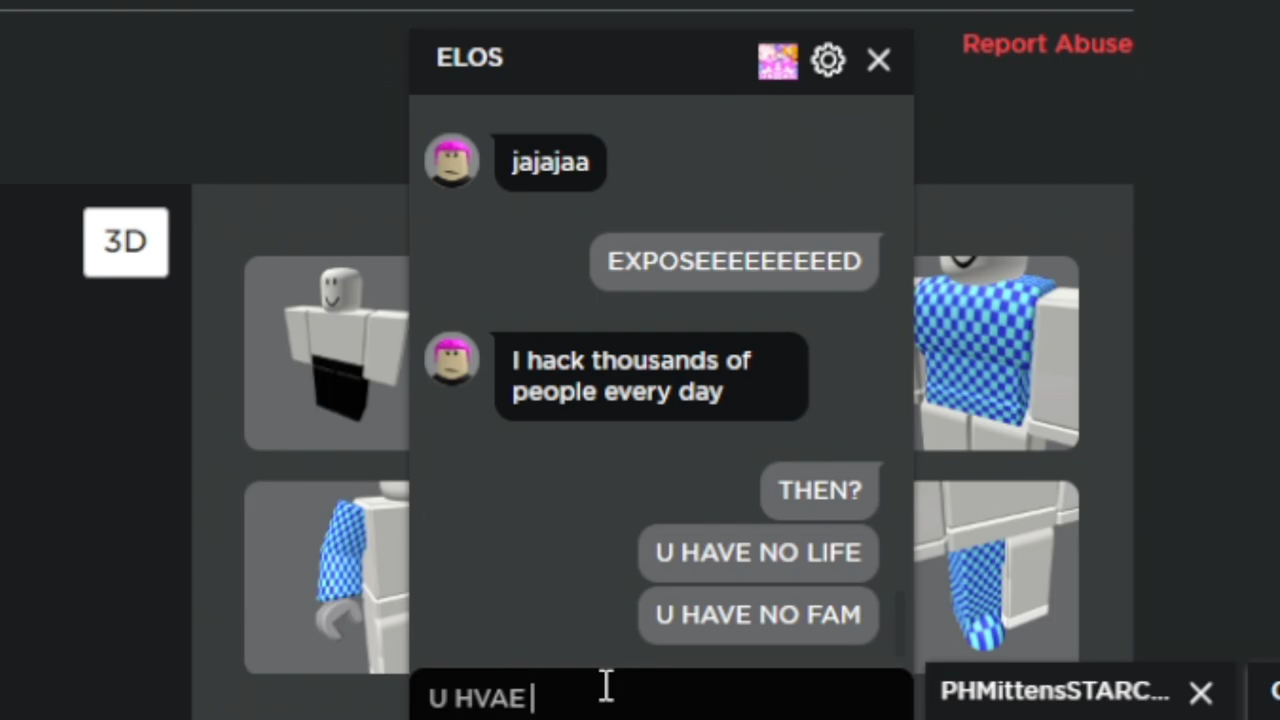 Report Abuse
ELOS
jajajaa
3D
EXPOSEEEEEEEEEED
I hack thousands of
people every day
THEN?
U HAVE NO LIFE
U HAVE NO FAM
U HVAE
PHMittensSTARC...